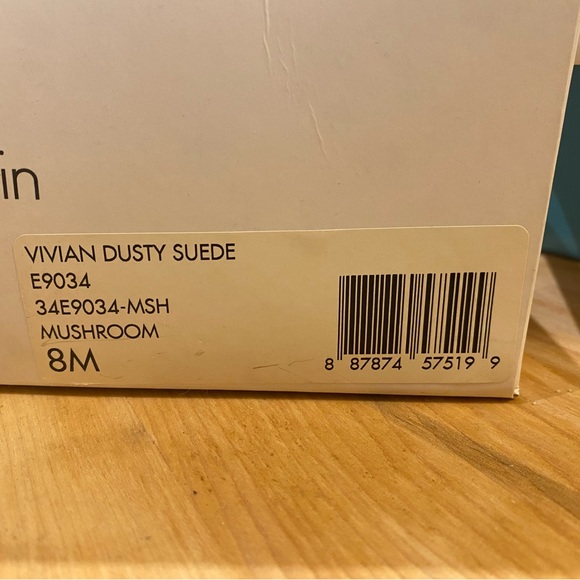 in
VIVIAN DUSTY SUEDE
E9034
34E9034-MSH
MUSHROOM
8M
8 87874 57519 9